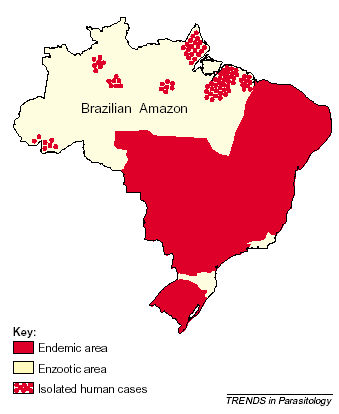 Brazilian Amazon
Key:
Endemic area
Enzootic area
Isolated human cases
TRENDS in Parasitology